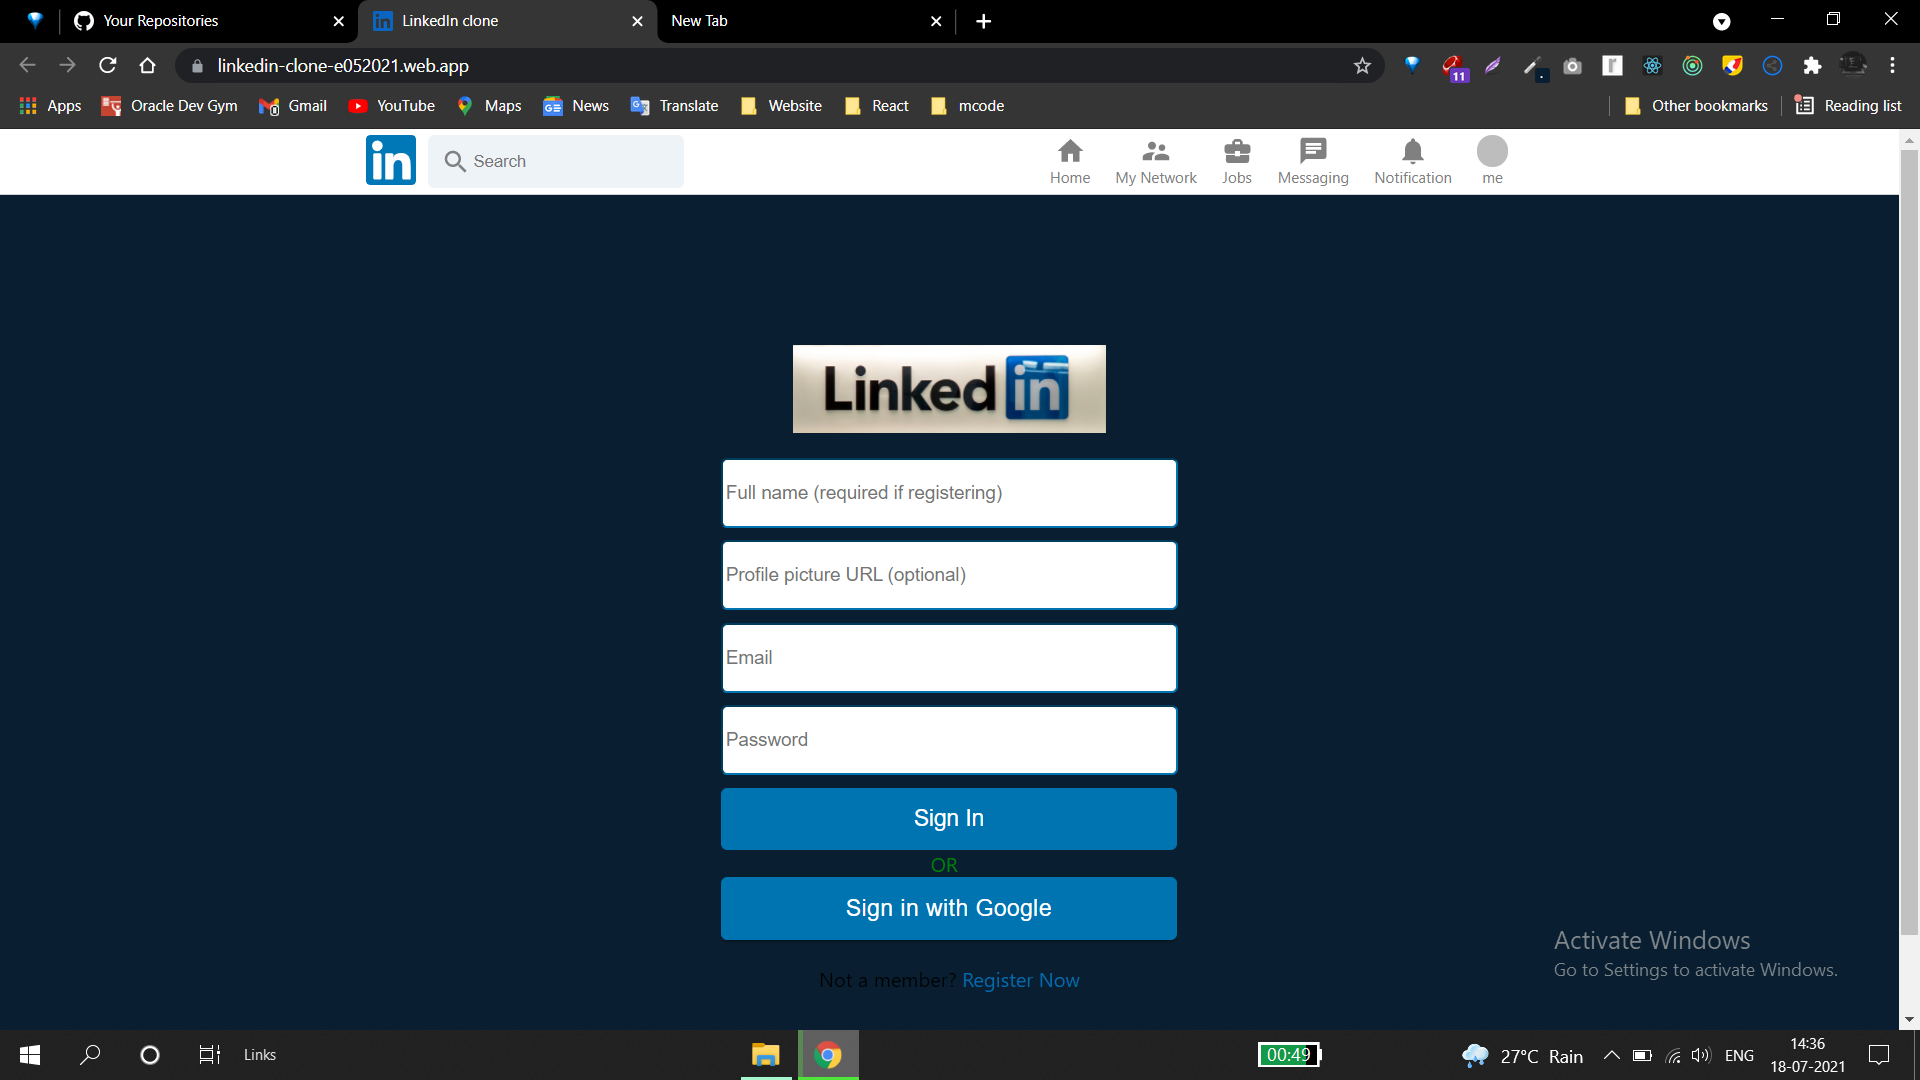 Your Repositories
LinkedIn clone
New Tab
linkedin-clone-e052021.web.app
11
Apps
Oracle Dev Gym
Gmail
YouTube
Maps
News
Translate
Website
React
mcode
Other bookmarks
Reading list
in
Search
Home
My Network
Jobs
Messaging
Notification
me
Linked in
Full name (required if registering)
Profile picture URL (optional)
Email
Password
Sign In
OR
Sign in with Google
Not a member? Register Now
Activate Windows
Go to Settings to activate Windows.
Links
00:49
27°C Rain
ENG
14:36
18-07-2021